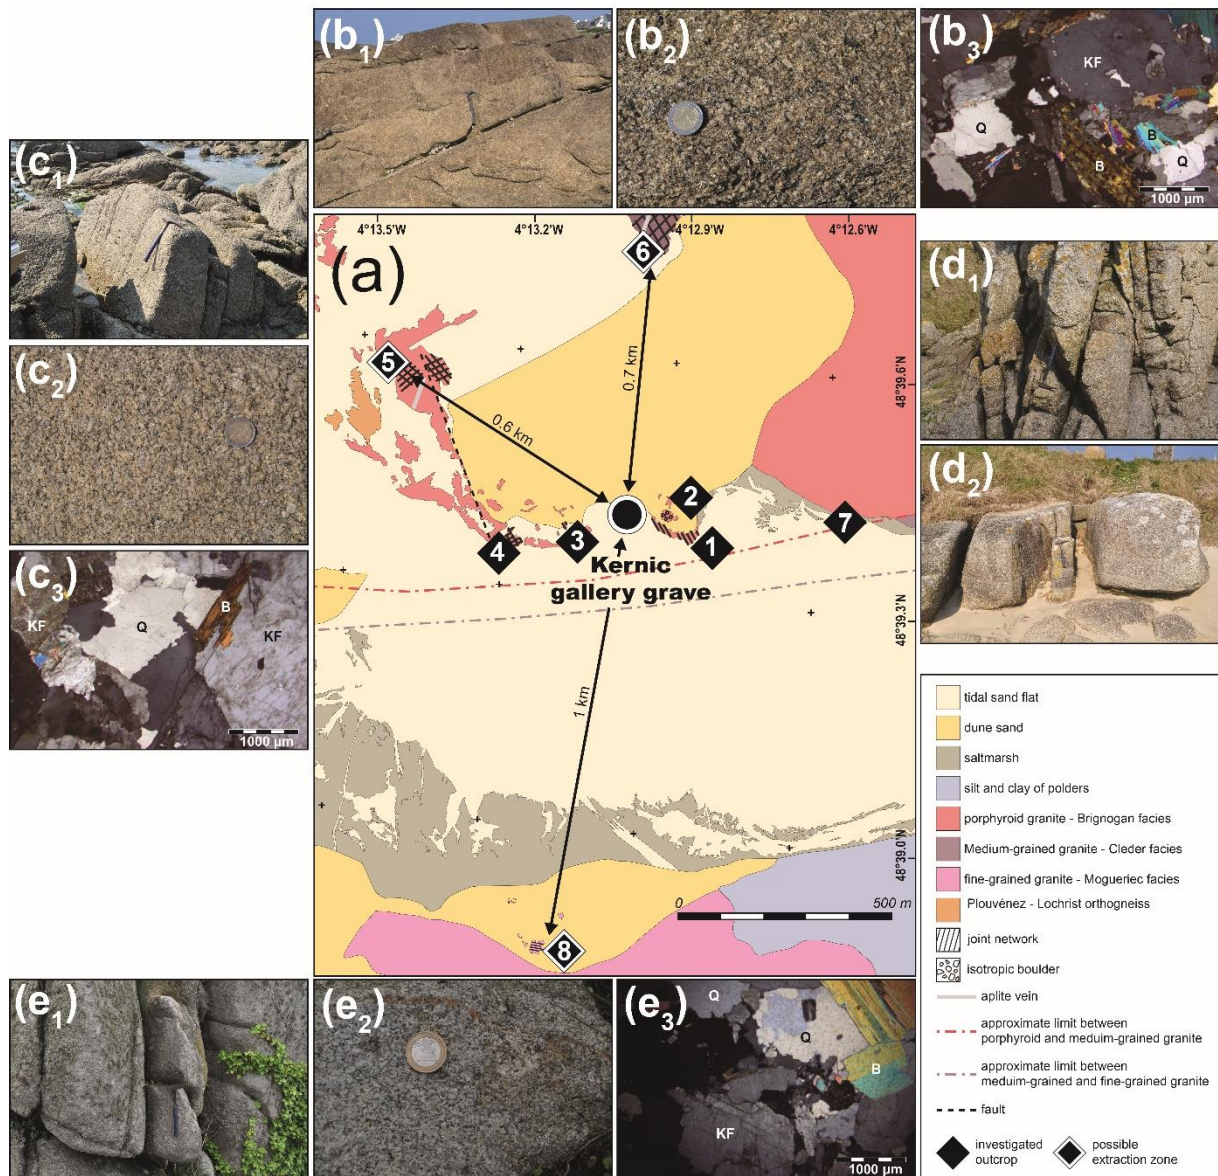 (b1)
(b2)
(b3)
KF
Q
B
B
Q
1000 µm
(c1)
(c2)
(c3)
KF
Q
B
KF
1000 µm
(a)
4°13.5'W
4°13.2'W
4°12.9'W
4°12.6'W
48°39.6'N
48°39.3'N
48°39.0'N
6
5
0.7 km
0.6 km
2
7
3
4
1
Kernic
gallery grave
1 km
0
500 m
8
(d1)
(d2)
tidal sand flat
dune sand
saltmarsh
silt and clay of polders
porphyroid granite - Brignogan facies
Medium-grained granite - Cleder facies
fine-grained granite - Mogueriec facies
Plouvénez - Lochrist orthogneiss
joint network
isotropic boulder
aplite vein
approximate limit between
porphyroid and meduim-grained granite
approximate limit between
meduim-grained and fine-grained granite
fault
investigated
outcrop
possible
extraction zone
(e1)
(e2)
(e3)
Q
Q
B
KF
1000 µm